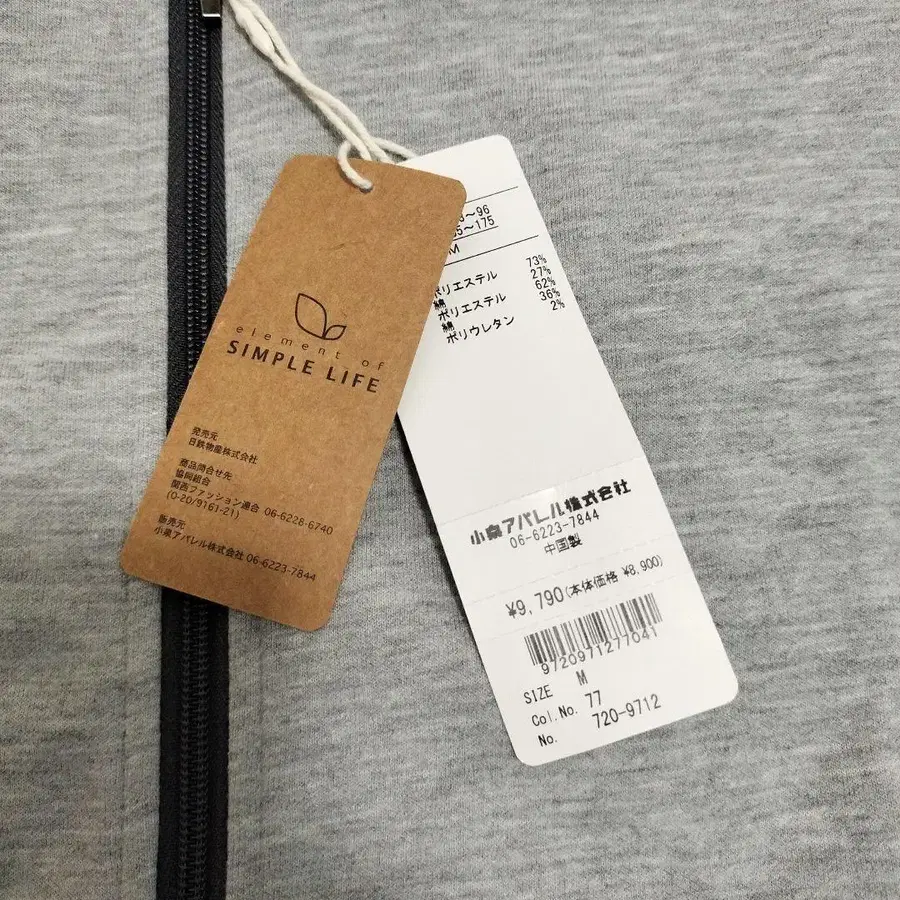 element of
SIMPLE LIFE
発売元
日鉄物産株式会社
商品問合せ先
協同組合
関西ファッション連合 06-6228-6740
(0-20/9161-21)
販売元
小泉アパレル株式会社 06-6223-7844
~96
5~175
M
ポリエステル 73%
綿 27%
ポリエステル 62%
綿 36%
ポリウレタン 2%
小泉アパレル株式会社
06-6223-7844
中国製
¥9,790(本体価格 ¥8,900)
9720971277041
SIZE M
Col.No. 77
No. 720-9712